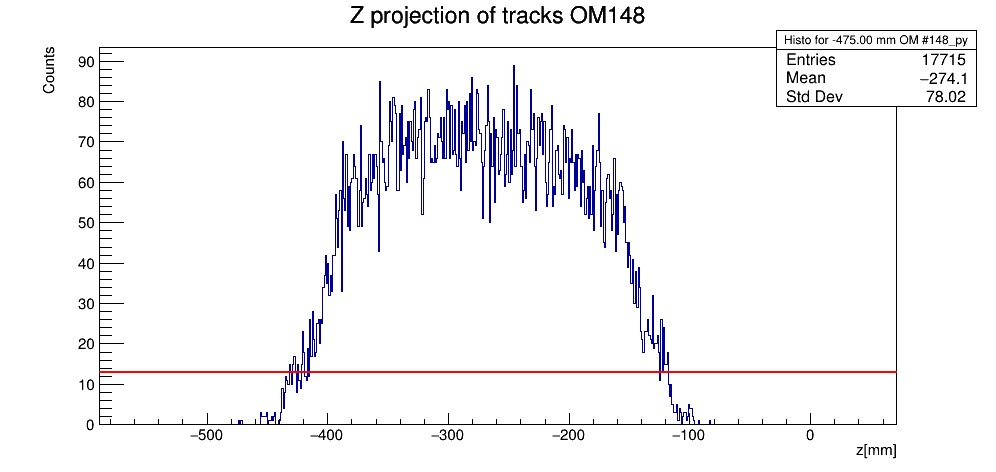 Z projection of tracks OM148
Histo for -475.00 mm OM #148_py
Entries 17715
Mean −274.1
Std Dev 78.02
Counts
90
80
70
60
50
40
30
20
10
0
−500 −400 −300 −200 −100 0
z[mm]